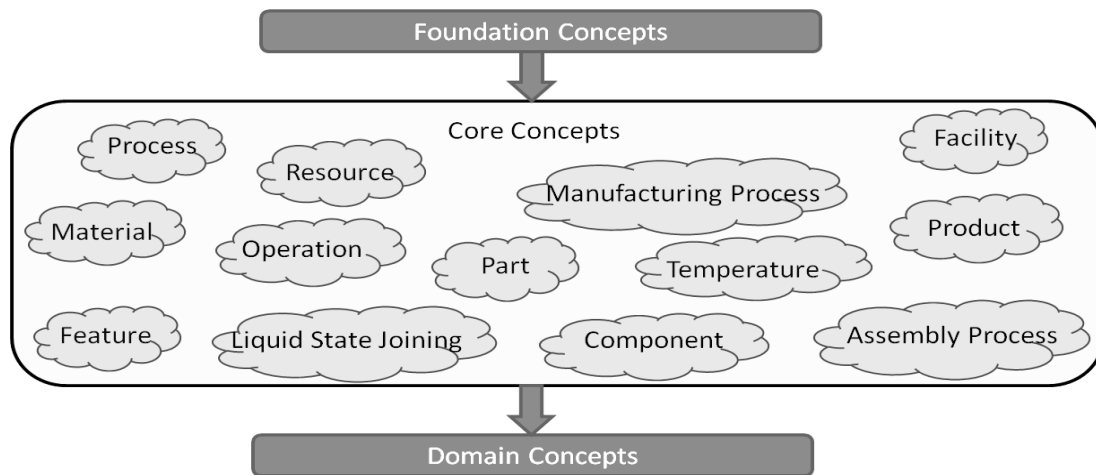 Foundation Concepts
Core Concepts
Process
Resource
Manufacturing Process
Facility
Material
Operation
Part
Temperature
Product
Feature
Liquid State Joining
Component
Assembly Process
Domain Concepts